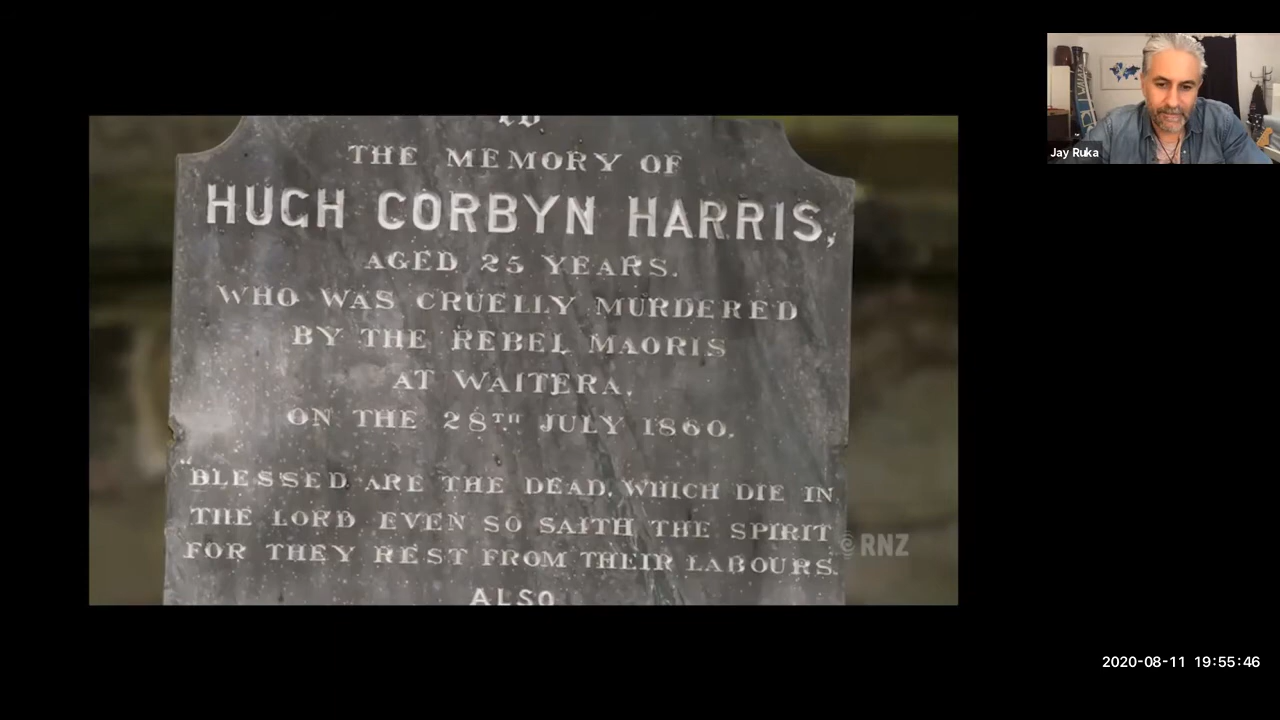 TO
THE MEMORY OF
HUGH CORBYN HARRIS,
AGED 25 YEARS.
WHO WAS CRUELLY MURDERED
BY THE REBEL MAORIS
AT WAITERA,
ON THE 28TH JULY 1860.
"BLESSED ARE THE DEAD, WHICH DIE IN
THE LORD EVEN SO SAITH THE SPIRIT
FOR THEY REST FROM THEIR LABOURS.
ALSO
© RNZ
Jay Ruka
2020-08-11 19:55:46